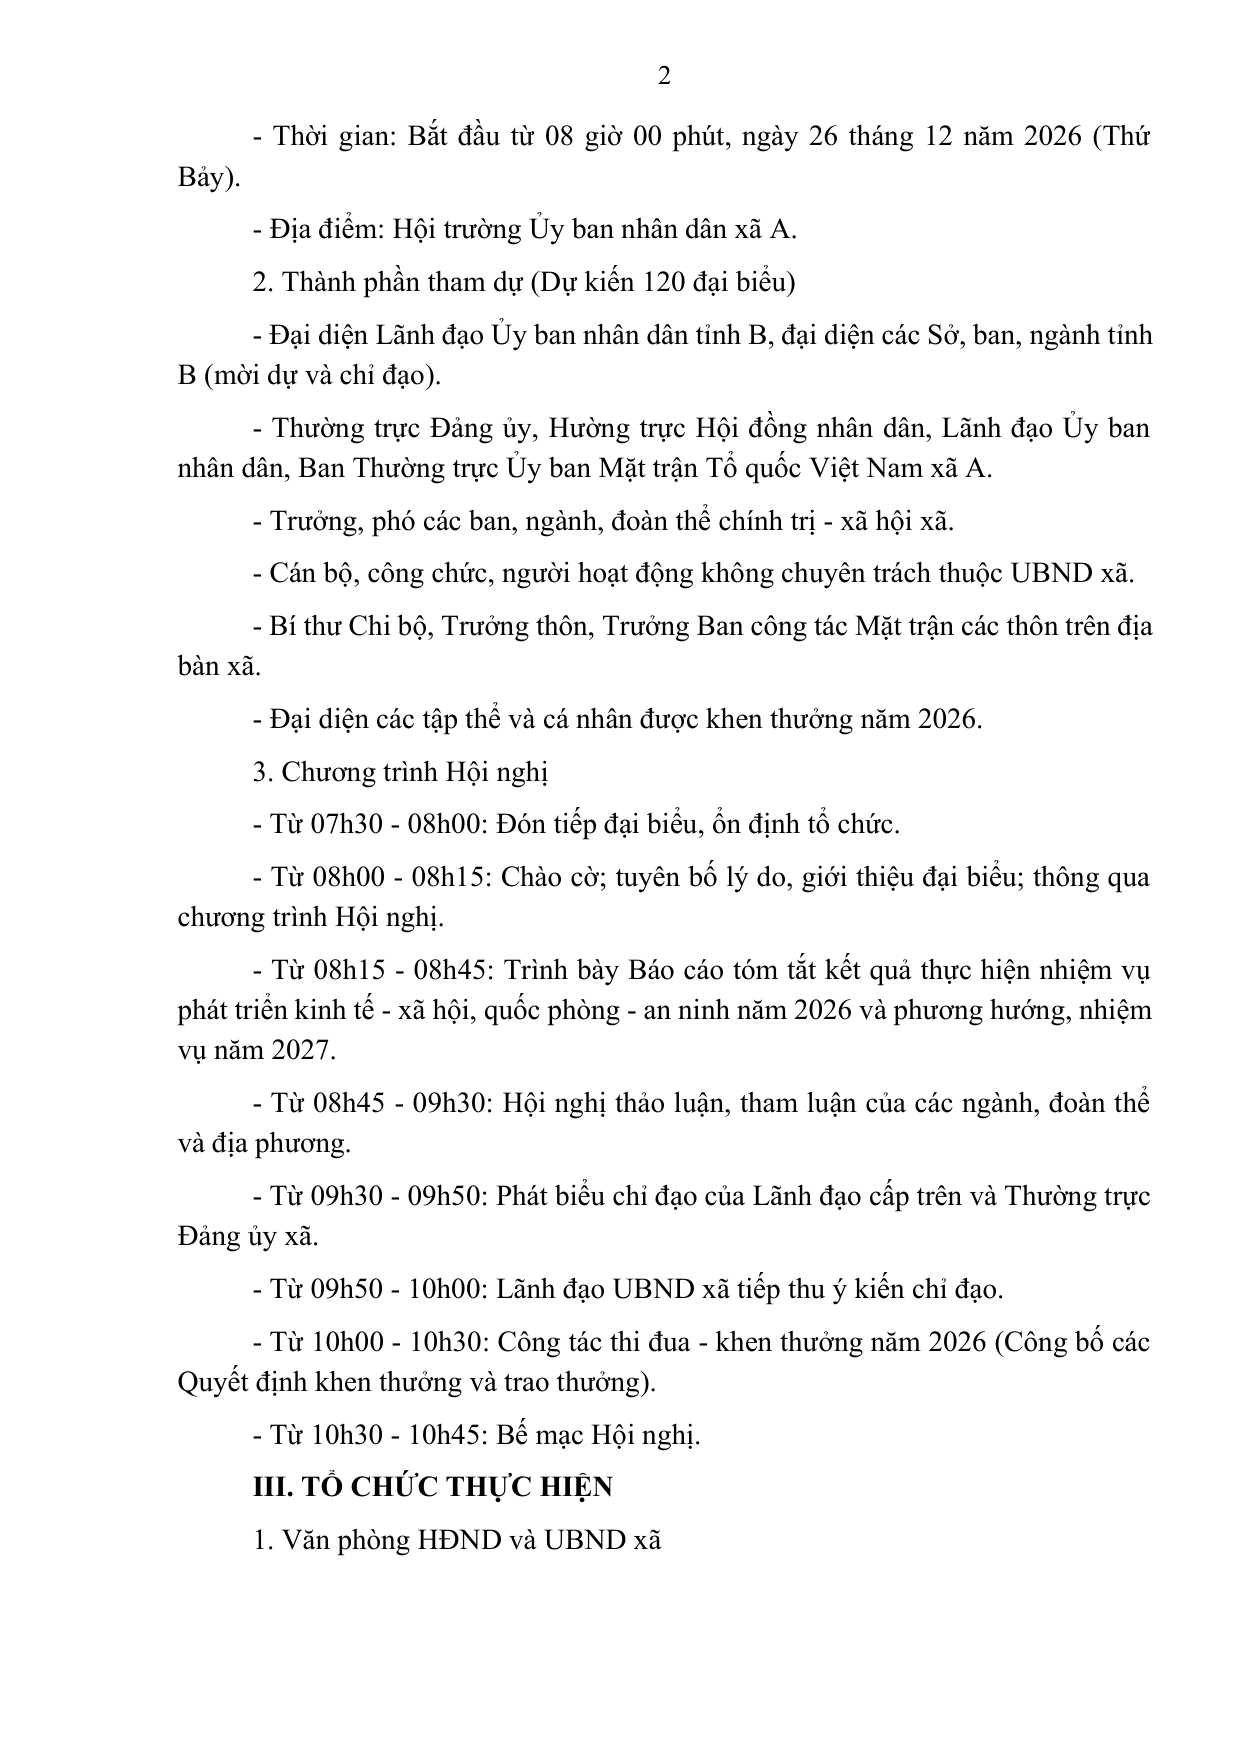 2
- Thời gian: Bắt đầu từ 08 giờ 00 phút, ngày 26 tháng 12 năm 2026 (Thứ
Bảy).
- Địa điểm: Hội trường Ủy ban nhân dân xã A.
2. Thành phần tham dự (Dự kiến 120 đại biểu)
- Đại diện Lãnh đạo Ủy ban nhân dân tỉnh B, đại diện các Sở, ban, ngành tỉnh
B (mời dự và chỉ đạo).
- Thường trực Đảng ủy, Hường trực Hội đồng nhân dân, Lãnh đạo Ủy ban
nhân dân, Ban Thường trực Ủy ban Mặt trận Tổ quốc Việt Nam xã A.
- Trưởng, phó các ban, ngành, đoàn thể chính trị - xã hội xã.
- Cán bộ, công chức, người hoạt động không chuyên trách thuộc UBND xã.
- Bí thư Chi bộ, Trưởng thôn, Trưởng Ban công tác Mặt trận các thôn trên địa
bàn xã.
- Đại diện các tập thể và cá nhân được khen thưởng năm 2026.
3. Chương trình Hội nghị
- Từ 07h30 - 08h00: Đón tiếp đại biểu, ổn định tổ chức.
- Từ 08h00 - 08h15: Chào cờ; tuyên bố lý do, giới thiệu đại biểu; thông qua
chương trình Hội nghị.
- Từ 08h15 - 08h45: Trình bày Báo cáo tóm tắt kết quả thực hiện nhiệm vụ
phát triển kinh tế - xã hội, quốc phòng - an ninh năm 2026 và phương hướng, nhiệm
vụ năm 2027.
- Từ 08h45 - 09h30: Hội nghị thảo luận, tham luận của các ngành, đoàn thể
và địa phương.
- Từ 09h30 - 09h50: Phát biểu chỉ đạo của Lãnh đạo cấp trên và Thường trực
Đảng ủy xã.
- Từ 09h50 - 10h00: Lãnh đạo UBND xã tiếp thu ý kiến chỉ đạo.
- Từ 10h00 - 10h30: Công tác thi đua - khen thưởng năm 2026 (Công bố các
Quyết định khen thưởng và trao thưởng).
- Từ 10h30 - 10h45: Bế mạc Hội nghị.
III. TỔ CHỨC THỰC HIỆN
1. Văn phòng HĐND và UBND xã